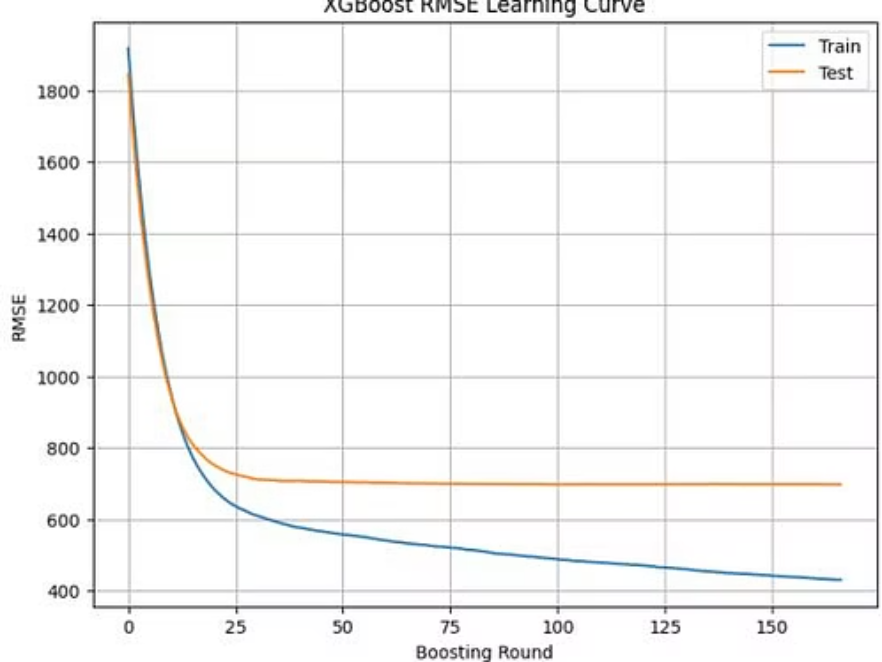 XGBoost RMSE Learning Curve
Train
Test
1800
1600
1400
1200
1000
800
600
400
RMSE
0 25 50 75 100 125 150
Boosting Round